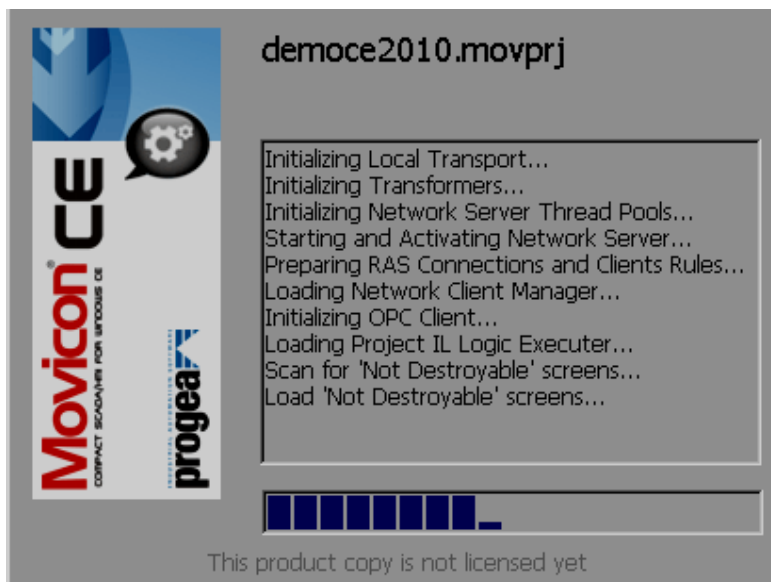 democe2010.movprj
Initializing Local Transport...
Initializing Transformers...
Initializing Network Server Thread Pools...
Starting and Activating Network Server...
Preparing RAS Connections and Clients Rules...
Loading Network Client Manager...
Initializing OPC Client...
Loading Project IL Logic Executer...
Scan for 'Not Destroyable' screens...
Load 'Not Destroyable' screens...
Movicon® CE
COMPACT SCADA/HMI FOR WINDOWS CE
progea
INDUSTRIAL AUTOMATION SOFTWARE
This product copy is not licensed yet